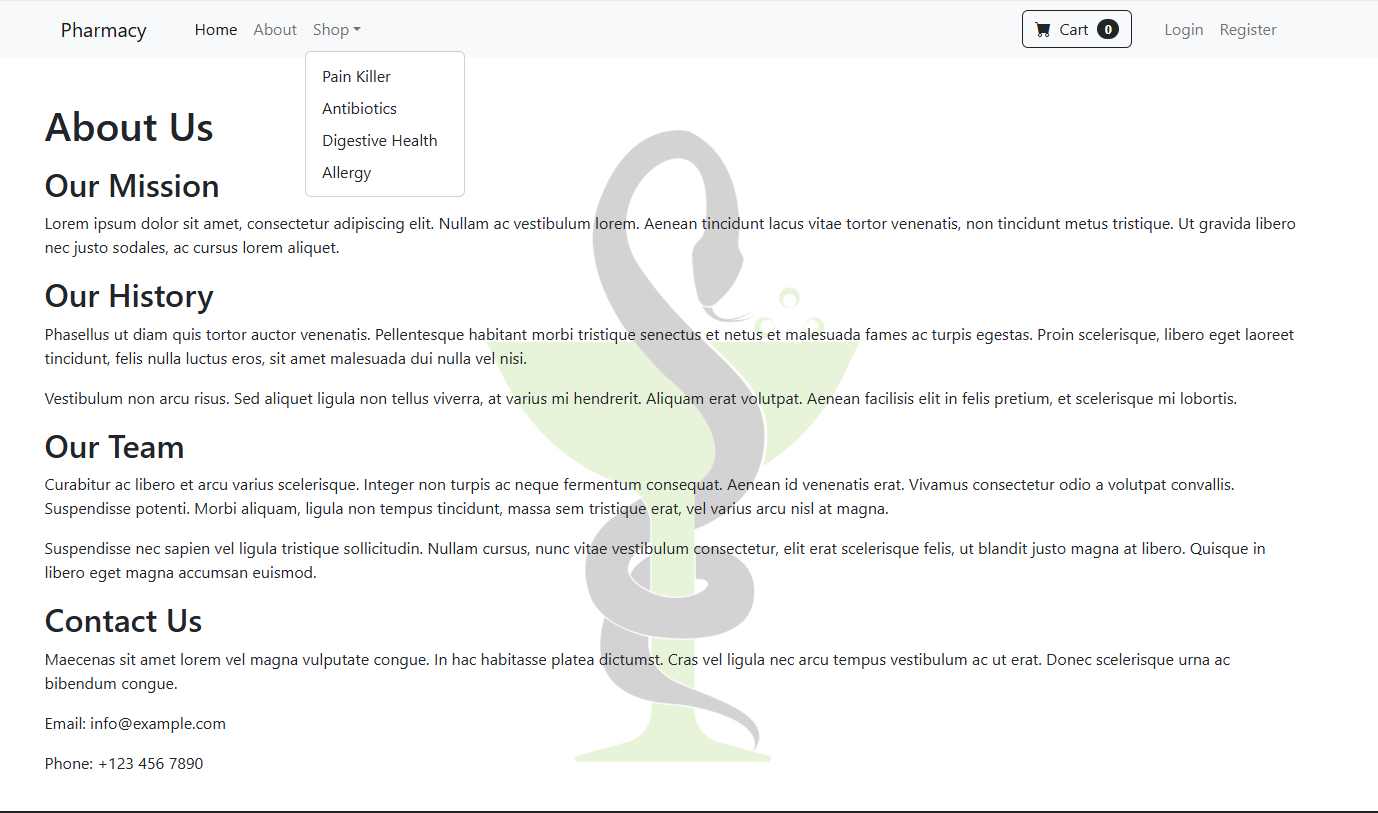 Pharmacy Home About Shop Cart 0 Login Register
Pain Killer
Antibiotics
Digestive Health
Allergy
About Us
Our Mission
Lorem ipsum dolor sit amet, consectetur adipiscing elit. Nullam ac vestibulum lorem. Aenean tincidunt lacus vitae tortor venenatis, non tincidunt metus tristique. Ut gravida libero
nec justo sodales, ac cursus lorem aliquet.
Our History
Phasellus ut diam quis tortor auctor venenatis. Pellentesque habitant morbi tristique senectus et netus et malesuada fames ac turpis egestas. Proin scelerisque, libero eget laoreet
tincidunt, felis nulla luctus eros, sit amet malesuada dui nulla vel nisi.
Vestibulum non arcu risus. Sed aliquet ligula non tellus viverra, at varius mi hendrerit. Aliquam erat volutpat. Aenean facilisis elit in felis pretium, et scelerisque mi lobortis.
Our Team
Curabitur ac libero et arcu varius scelerisque. Integer non turpis ac neque fermentum consequat. Aenean id venenatis erat. Vivamus consectetur odio a volutpat convallis.
Suspendisse potenti. Morbi aliquam, ligula non tempus tincidunt, massa sem tristique erat, vel varius arcu nisl at magna.
Suspendisse nec sapien vel ligula tristique sollicitudin. Nullam cursus, nunc vitae vestibulum consectetur, elit erat scelerisque felis, ut blandit justo magna at libero. Quisque in
libero eget magna accumsan euismod.
Contact Us
Maecenas sit amet lorem vel magna vulputate congue. In hac habitasse platea dictumst. Cras vel ligula nec arcu tempus vestibulum ac ut erat. Donec scelerisque urna ac
bibendum congue.
Email: info@example.com
Phone: +123 456 7890